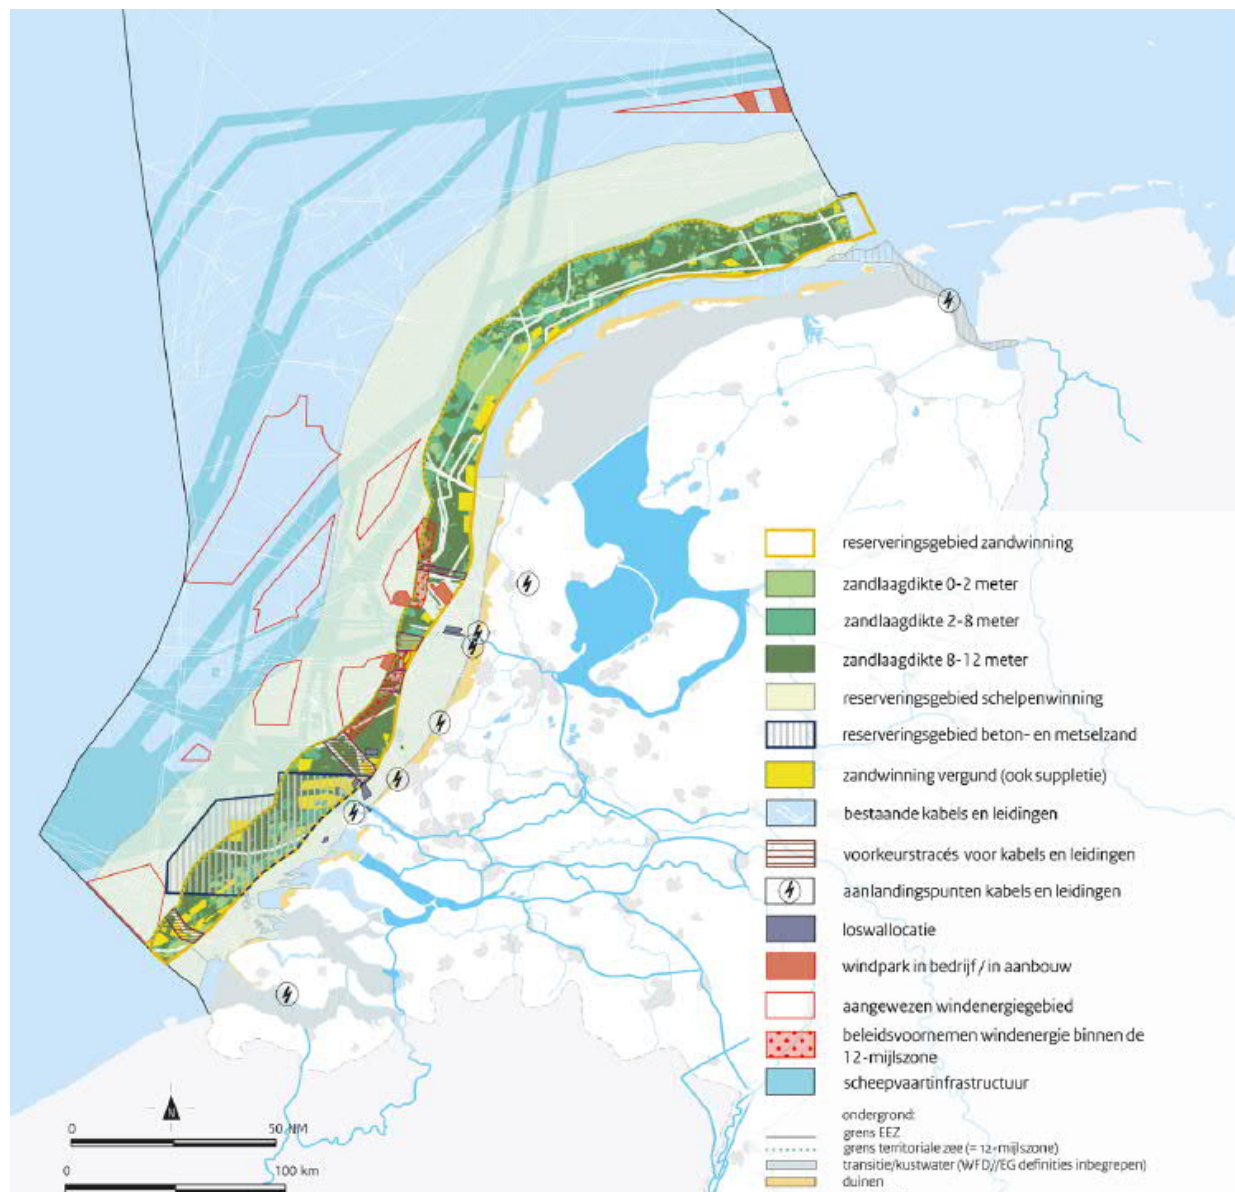 reserveringsgebied zandwinning
zandlaagdikte 0-2 meter
zandlaagdikte 2-8 meter
zandlaagdikte 8-12 meter
reserveringsgebied schelpenwinning
reserveringsgebied beton- en metselzand
zandwinning vergund (ook suppletie)
bestaande kabels en leidingen
voorkeurstracés voor kabels en leidingen
aanlandingspunten kabels en leidingen
loswallocatie
windpark in bedrijf / in aanbouw
aangewezen windenergiegebied
beleidsvoornemen windenergie binnen de
12-mijlszone
scheepvaartinfrastructuur
ondergrond:
grens EEZ
grens territoriale zee (= 12-mijlszone)
transitie/kustwater (WFD//EG definities inbegrepen)
duinen
N
0 50 NM
0 100 km